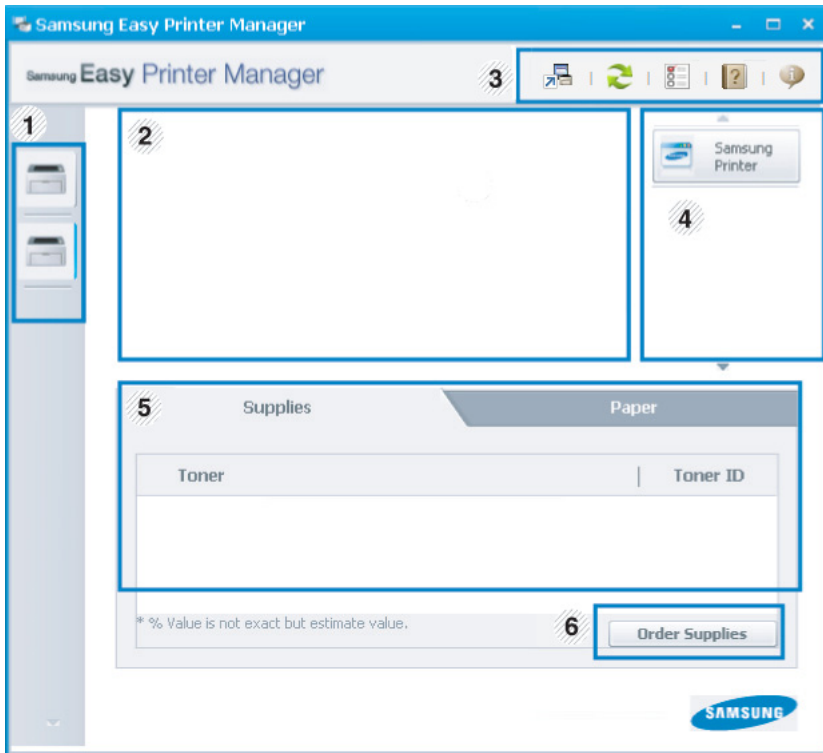 Samsung Easy Printer Manager
Samsung Easy Printer Manager
3
1
2
Samsung
Printer
4
5
Supplies
Paper
Toner
Toner ID
* % Value is not exact but estimate value.
6
Order Supplies
SAMSUNG